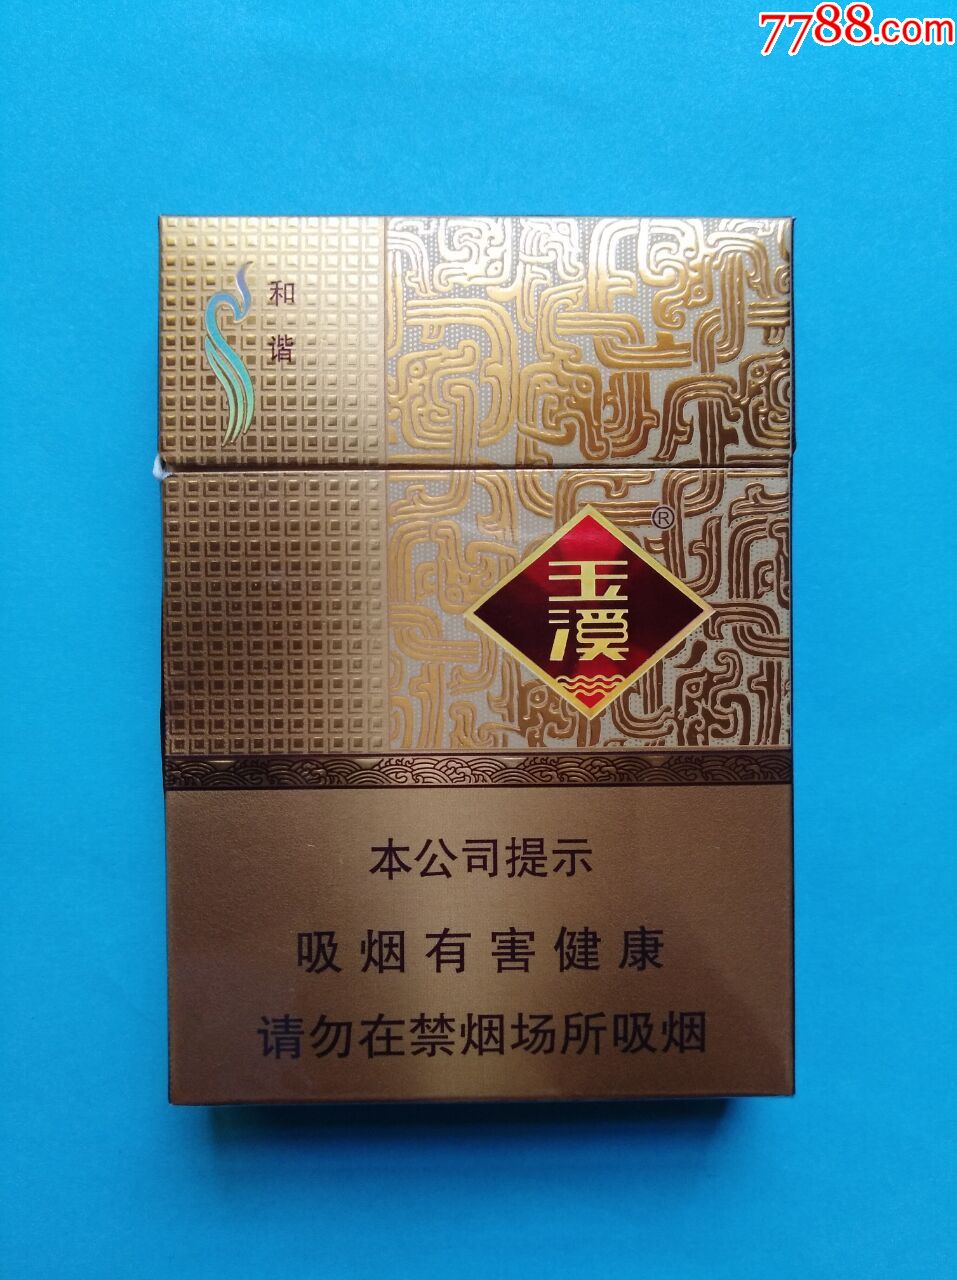 7788.com
和
谐
®
玉
溪
本公司提示
吸烟有害健康
请勿在禁烟场所吸烟